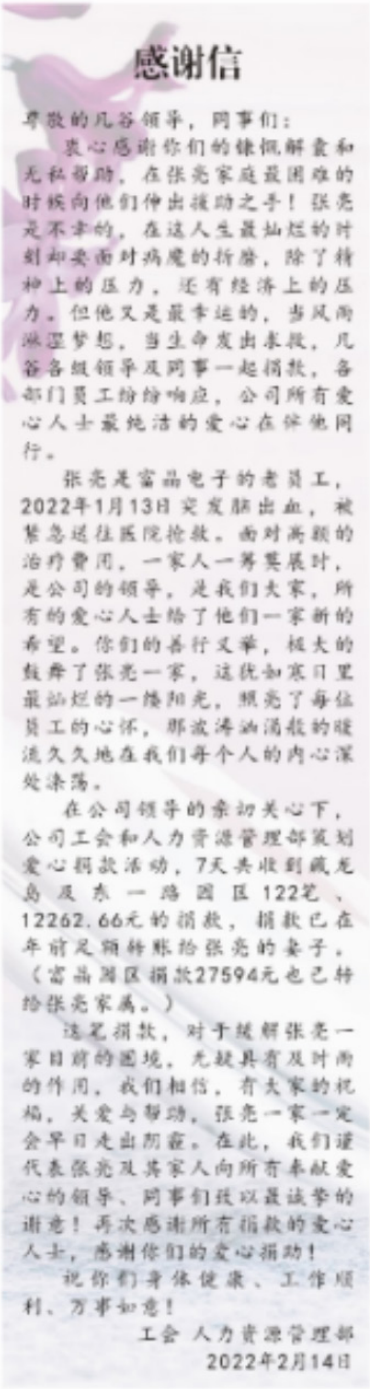 感谢信
尊敬的凡谷领导，同事们：
衷心感谢你们的慷慨解囊和
无私帮助，在张亮家庭最困难的
时候向他们伸出援助之手！张亮
是不幸的，在这人生最灿烂的时
刻却要面对病魔的折磨，除了精
神上的压力，还有经济上的压
力。但他又是最幸运的，当风雨
淋湿梦想，当生命发出求救，凡
谷各级领导及同事一起捐款，各
部门员工纷纷响应，公司所有爱
心人士最纯洁的爱心在伴他同
行。
张亮是富晶电子的老员工，
2022年1月13日突发脑出血，被
紧急送往医院抢救。面对高额的
治疗费用，一家人一筹莫展时，
是公司的领导，是我们大家，所
有的爱心人士给了他们一家新的
希望。你们的善行义举，极大的
鼓舞了张亮一家，这犹如寒日里
最灿烂的一缕阳光，照亮了每位
员工的心怀，那波涛汹涌般的暖
流久久地在我们每个人的内心深
处涤荡。
在公司领导的亲切关心下，
公司工会和人力资源管理部策划
爱心捐款活动，7天共收到藏龙
岛及东一路园区122笔、
12262.66元的捐款，捐款已在
年前足额转账给张亮的妻子。
（富晶园区捐款27594元也已转
给张亮家属。）
这笔捐款，对于缓解张亮一
家目前的困境，无疑具有及时雨
的作用，我们相信，有大家的祝
福，关爱与帮助，张亮一家一定
会早日走出阴霾。在此，我们谨
代表张亮及其家人向所有奉献爱
心的领导、同事们致以最诚挚的
谢意！再次感谢所有捐款的爱心
人士，感谢你们的爱心捐助！
祝你们身体健康、工作顺
利、万事如意！
工会 人力资源管理部
2022年2月14日